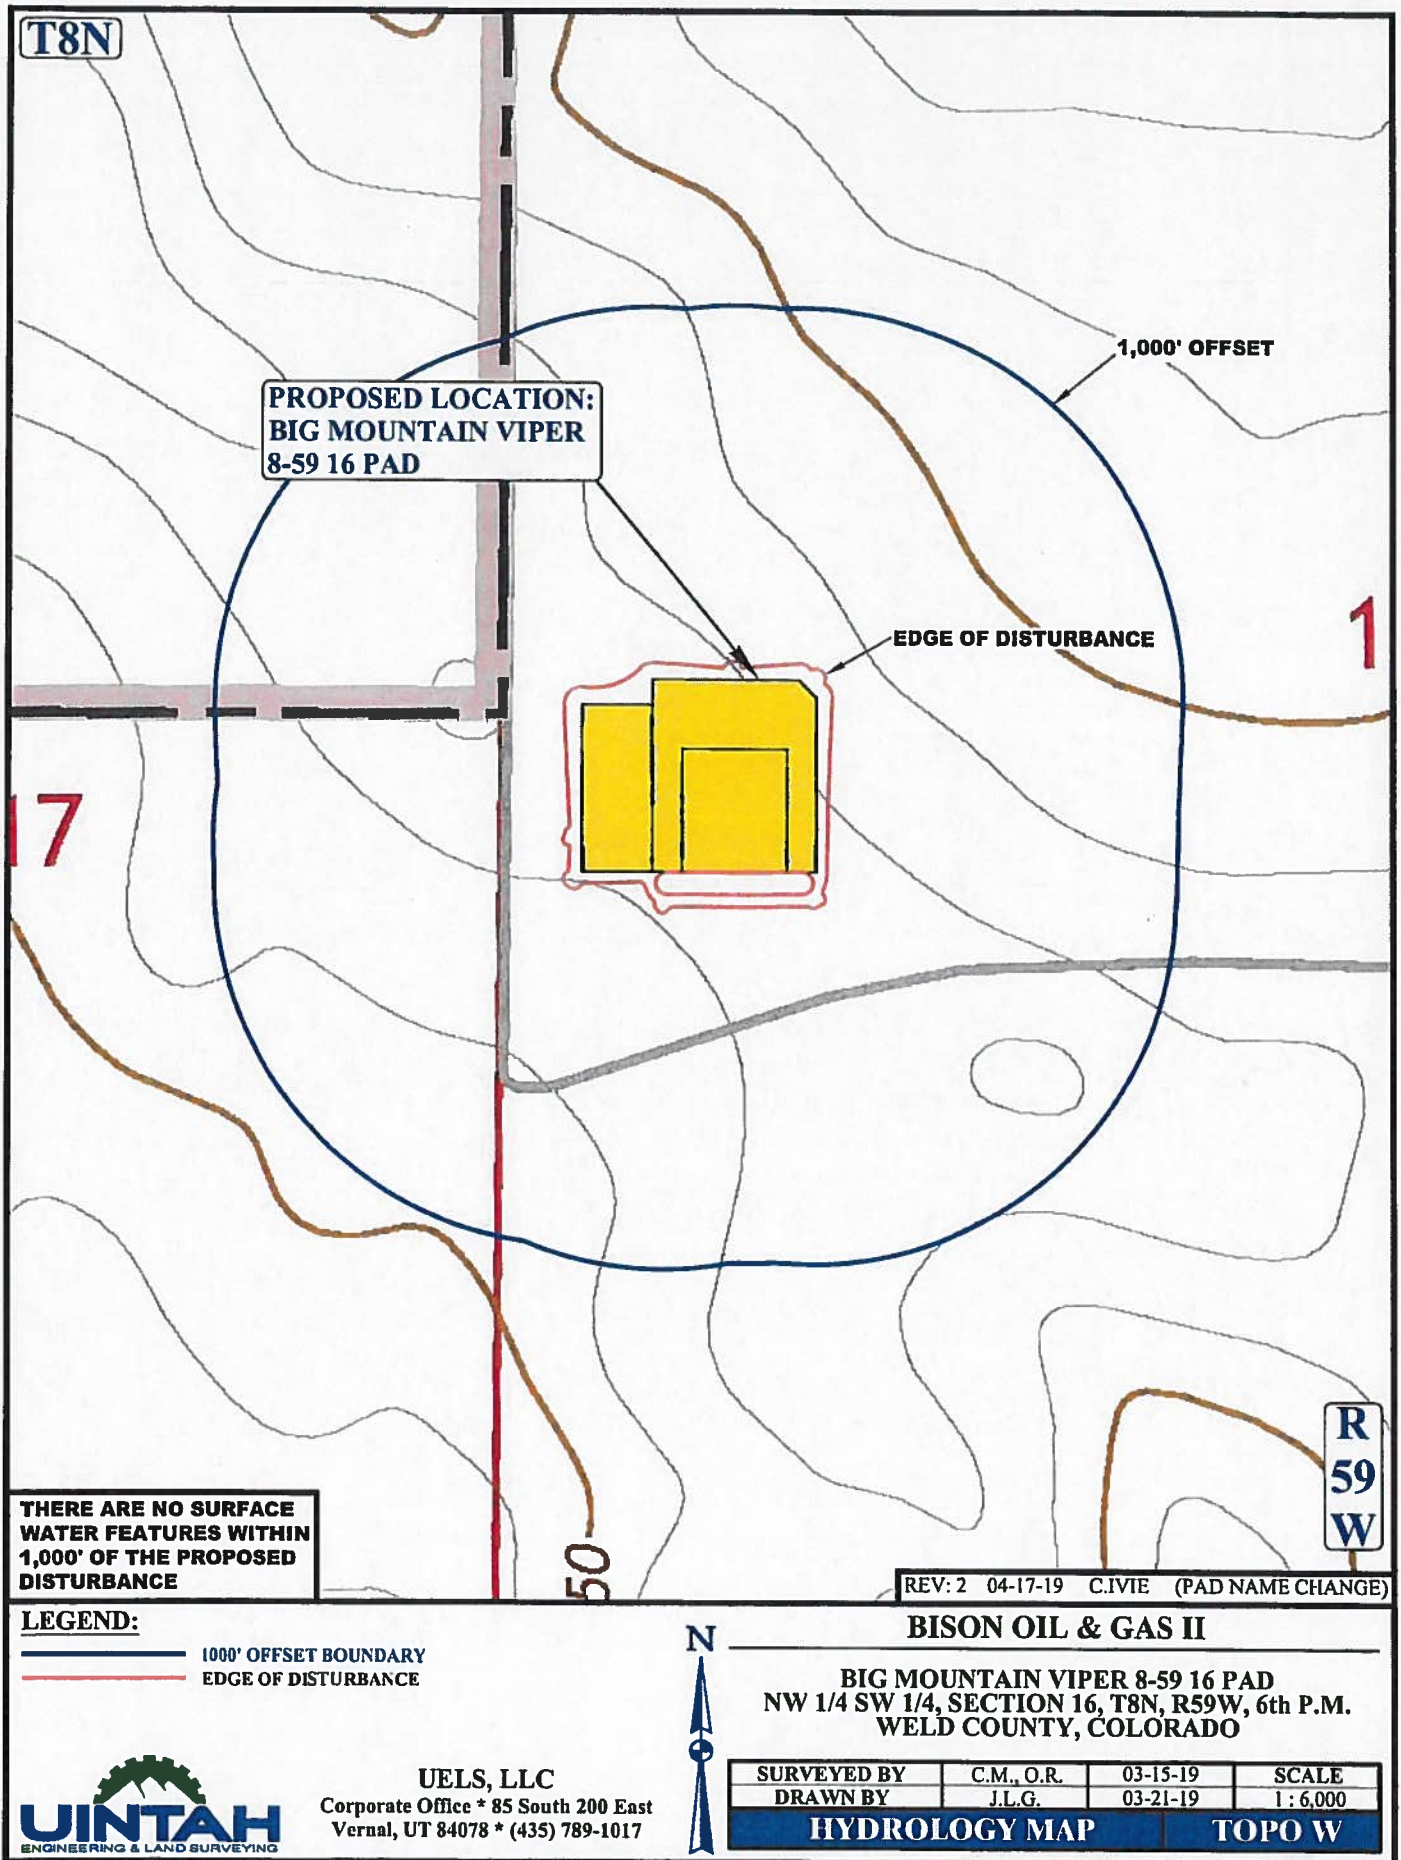 T8N
1,000' OFFSET
PROPOSED LOCATION:
BIG MOUNTAIN VIPER
8-59 16 PAD
EDGE OF DISTURBANCE
1
17
R
59
W
THERE ARE NO SURFACE
WATER FEATURES WITHIN
1,000' OF THE PROPOSED
DISTURBANCE
50
REV: 2 04-17-19 C.IVIE (PAD NAME CHANGE)
LEGEND:
1000' OFFSET BOUNDARY
EDGE OF DISTURBANCE
N
BISON OIL & GAS II
BIG MOUNTAIN VIPER 8-59 16 PAD
NW 1/4 SW 1/4, SECTION 16, T8N, R59W, 6th P.M.
WELD COUNTY, COLORADO
UINTAH
ENGINEERING & LAND SURVEYING
UELS, LLC
Corporate Office * 85 South 200 East
Vernal, UT 84078 * (435) 789-1017
SURVEYED BY C.M., O.R. 03-15-19 SCALE
DRAWN BY J.L.G. 03-21-19 1 : 6,000
HYDROLOGY MAP TOPO W